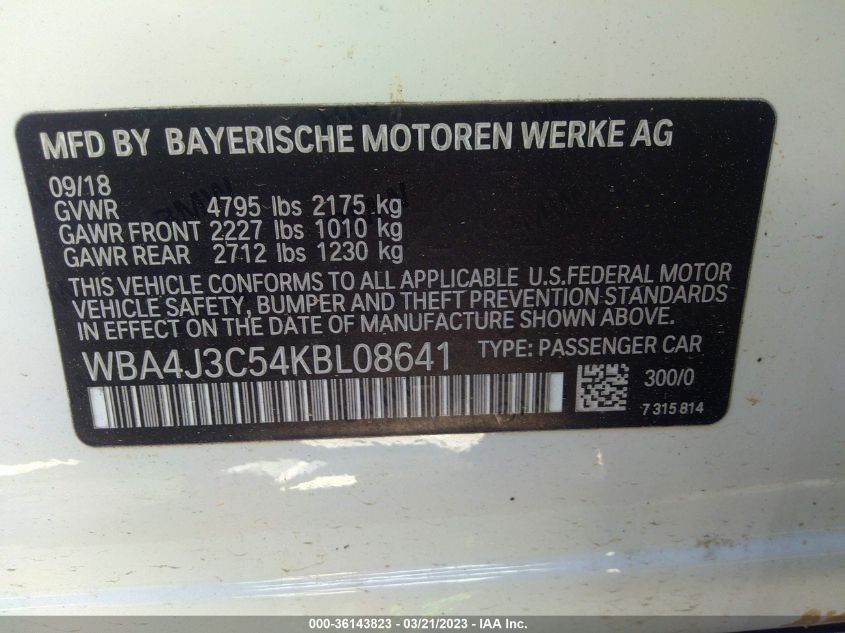 MFD BY BAYERISCHE MOTOREN WERKE AG
09/18
GVWR 4795 lbs 2175 kg
GAWR FRONT 2227 lbs 1010 kg
GAWR REAR 2712 lbs 1230 kg
THIS VEHICLE CONFORMS TO ALL APPLICABLE U.S.FEDERAL MOTOR
VEHICLE SAFETY, BUMPER AND THEFT PREVENTION STANDARDS
IN EFFECT ON THE DATE OF MANUFACTURE SHOWN ABOVE.
WBA4J3C54KBL08641 TYPE: PASSENGER CAR
300/0
7 315 814
000-36143823 — 03/21/2023 — IAA Inc.